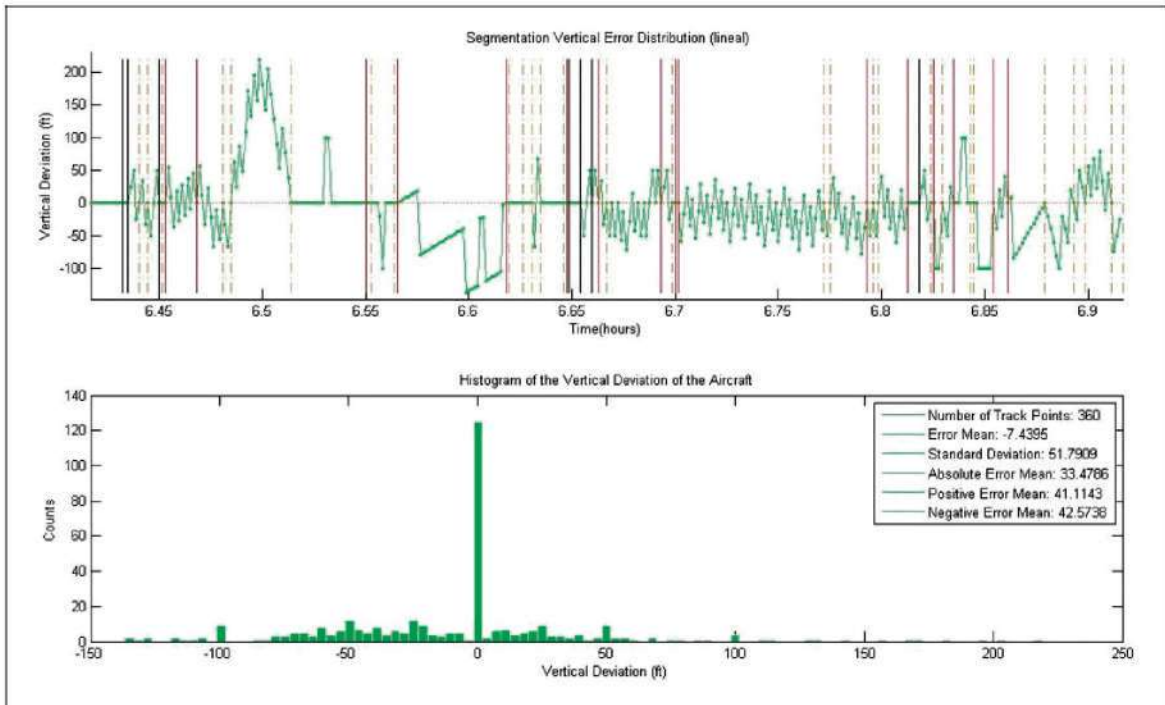 Segmentation Vertical Error Distribution (lineal)
Vertical Deviation (ft)
200
150
100
50
0
-50
-100
6.45 6.5 6.55 6.6 6.65 6.7 6.75 6.8 6.85 6.9
Time(hours)
Histogram of the Vertical Deviation of the Aircraft
Counts
140
120
100
80
60
40
20
0
-150 -100 -50 0 50 100 150 200 250
Vertical Deviation (ft)
Number of Track Points: 360
Error Mean: -7.4395
Standard Deviation: 51.7909
Absolute Error Mean: 33.4786
Positive Error Mean: 41.1143
Negative Error Mean: 42.5738